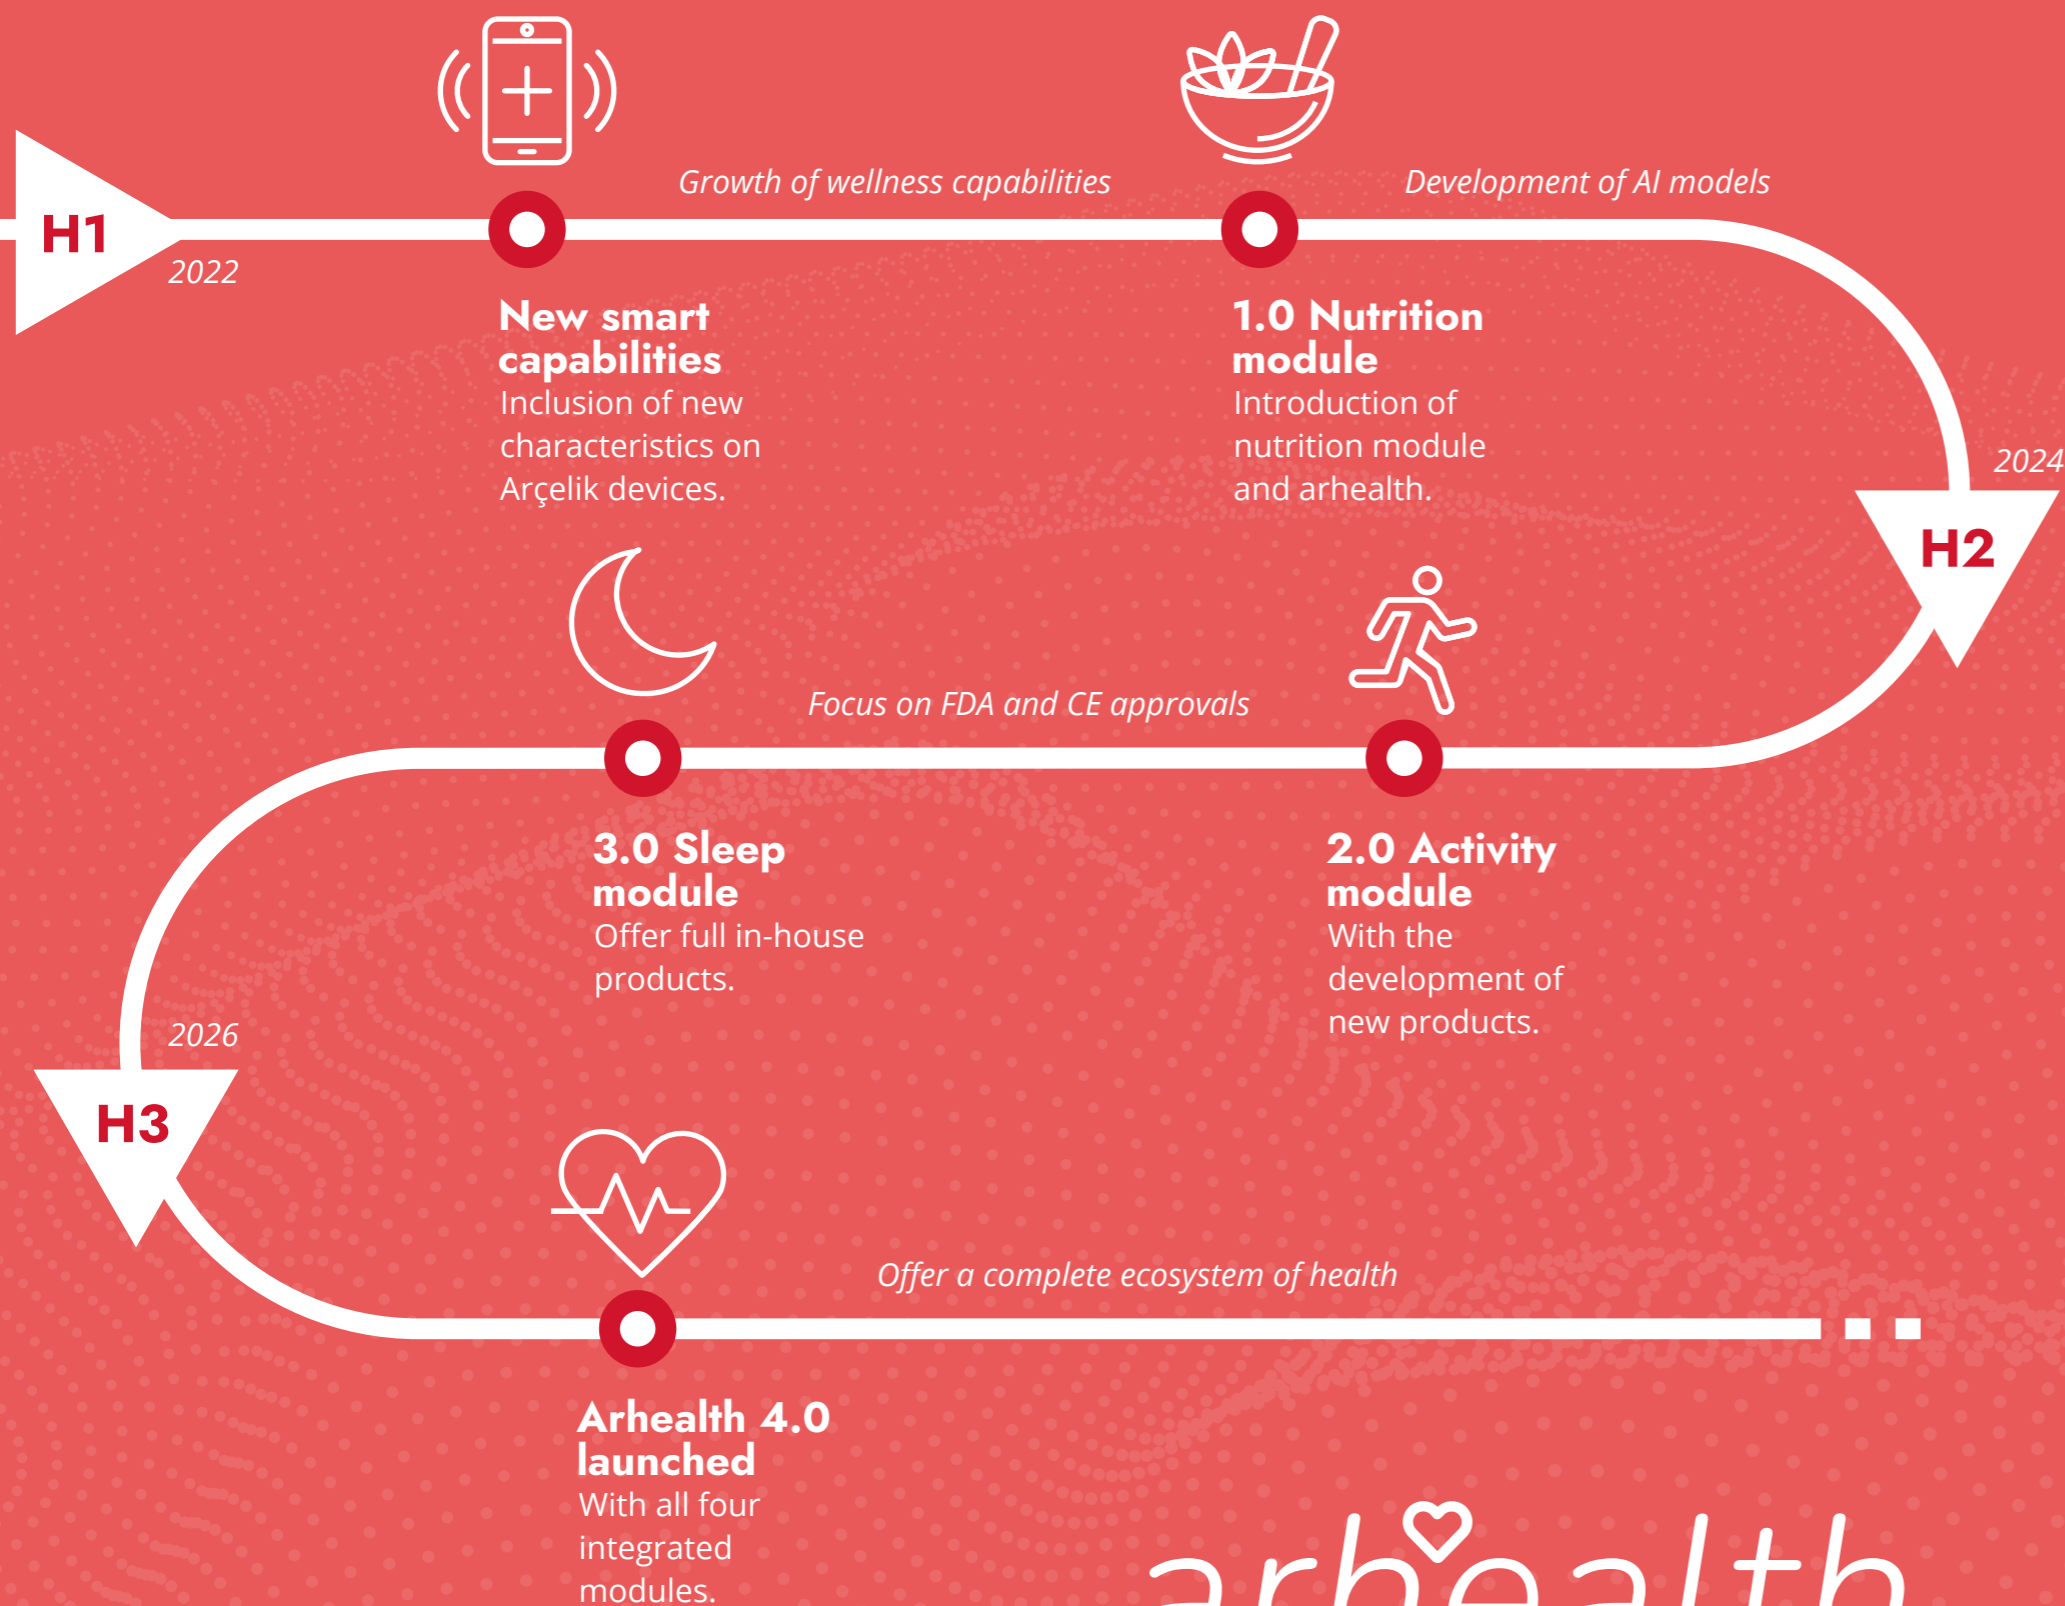 Growth of wellness capabilities
Development of AI models
H1
2022
New smart
capabilities
Inclusion of new
characteristics on
Arçelik devices.
1.0 Nutrition
module
Introduction of
nutrition module
and arhealth.
2024
H2
Focus on FDA and CE approvals
2.0 Activity
module
With the
development of
new products.
3.0 Sleep
module
Offer full in-house
products.
2026
H3
Offer a complete ecosystem of health
Arhealth 4.0
launched
With all four
integrated
modules.
arhealth